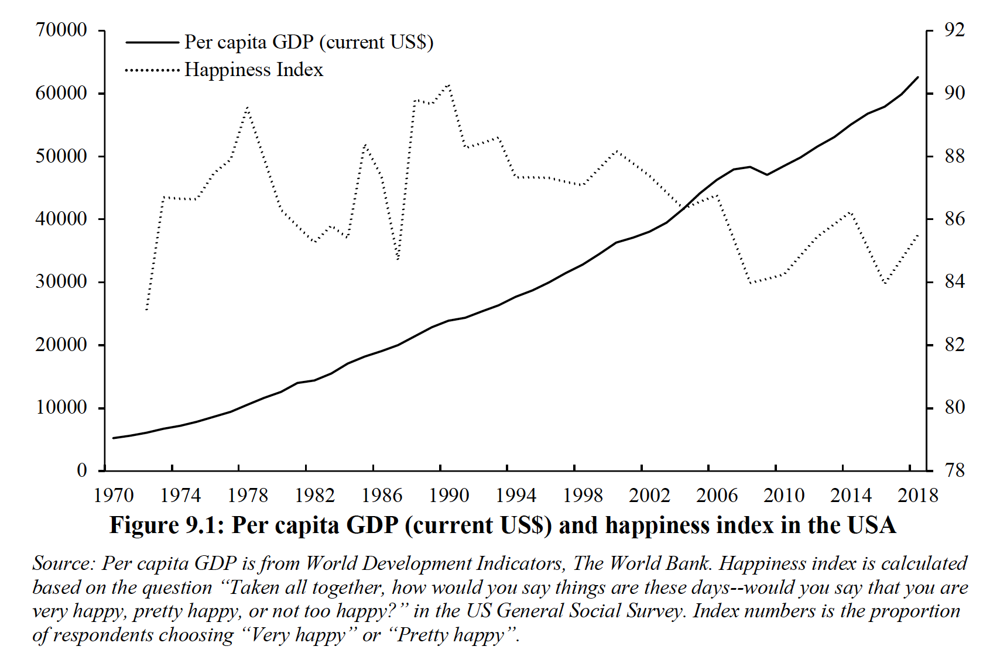 70000 92
Per capita GDP (current US$)
Happiness Index
60000 90
50000 88
40000 86
30000 84
20000 82
10000 80
0 78
1970 1974 1978 1982 1986 1990 1994 1998 2002 2006 2010 2014 2018
Figure 9.1: Per capita GDP (current US$) and happiness index in the USA
Source: Per capita GDP is from World Development Indicators, The World Bank. Happiness index is calculated
based on the question “Taken all together, how would you say things are these days--would you say that you are
very happy, pretty happy, or not too happy?” in the US General Social Survey. Index numbers is the proportion
of respondents choosing “Very happy” or “Pretty happy”.